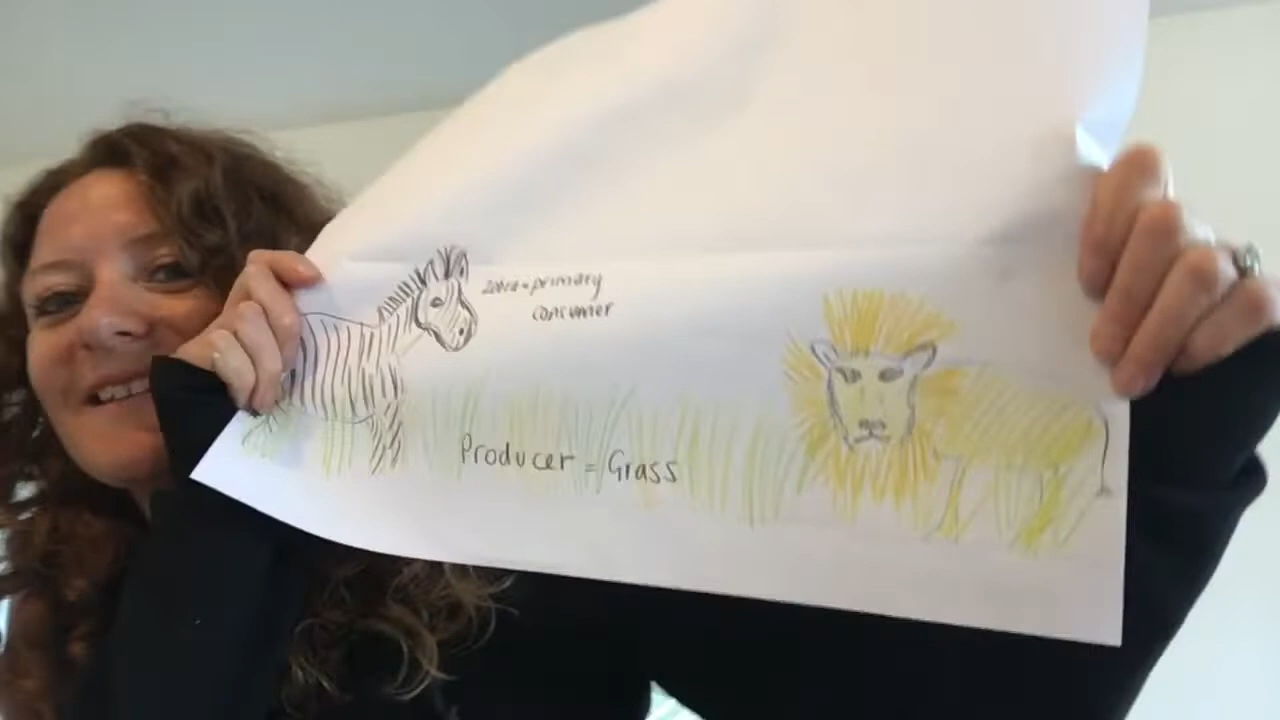 Zebra = primary
consumer
Producer = Grass